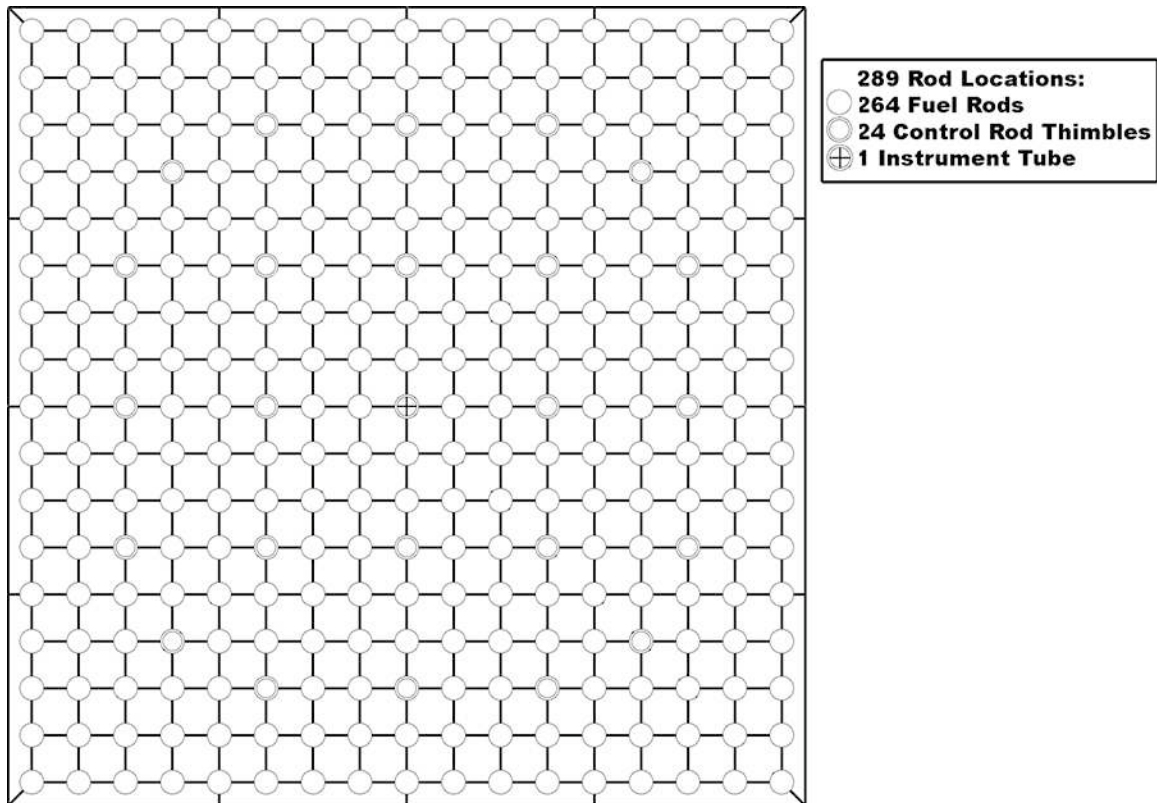 289 Rod Locations:
264 Fuel Rods
24 Control Rod Thimbles
1 Instrument Tube